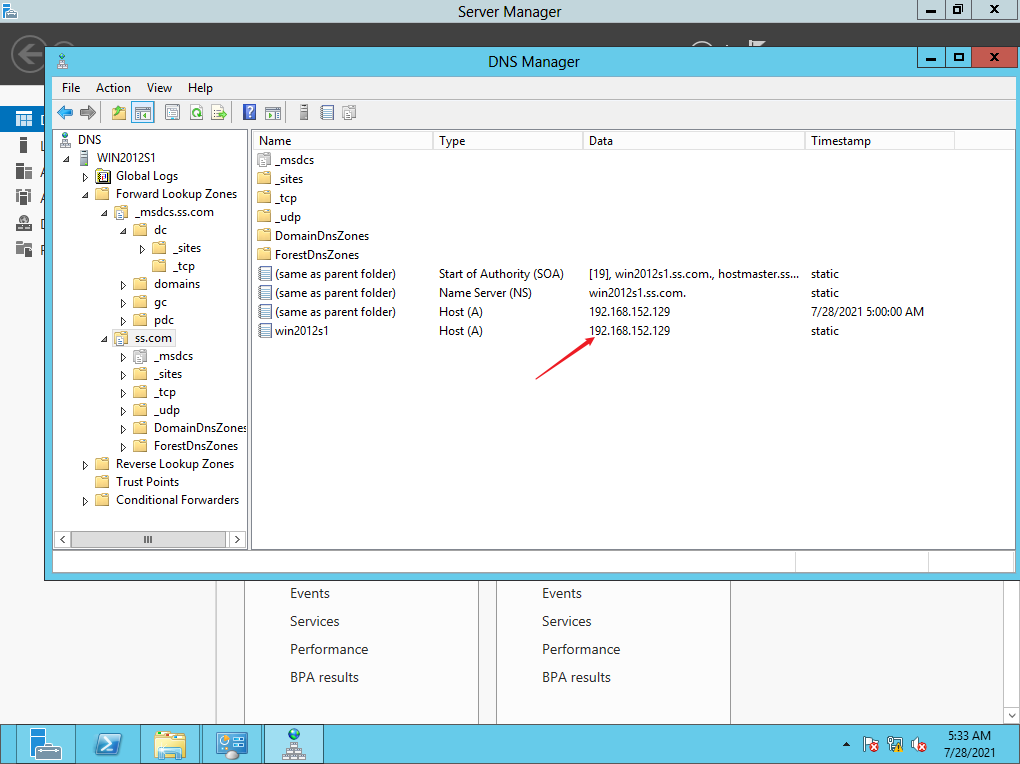 Server Manager
DNS Manager
File Action View Help
DNS
WIN2012S1
Global Logs
Forward Lookup Zones
_msdcs.ss.com
dc
_sites
_tcp
domains
gc
pdc
ss.com
_msdcs
_sites
_tcp
_udp
DomainDnsZones
ForestDnsZones
Reverse Lookup Zones
Trust Points
Conditional Forwarders
Name Type Data Timestamp
_msdcs
_sites
_tcp
_udp
DomainDnsZones
ForestDnsZones
(same as parent folder) Start of Authority (SOA) [19], win2012s1.ss.com., hostmaster.ss... static
(same as parent folder) Name Server (NS) win2012s1.ss.com. static
(same as parent folder) Host (A) 192.168.152.129 7/28/2021 5:00:00 AM
win2012s1 Host (A) 192.168.152.129 static
Events Events
Services Services
Performance Performance
BPA results BPA results
5:33 AM
7/28/2021